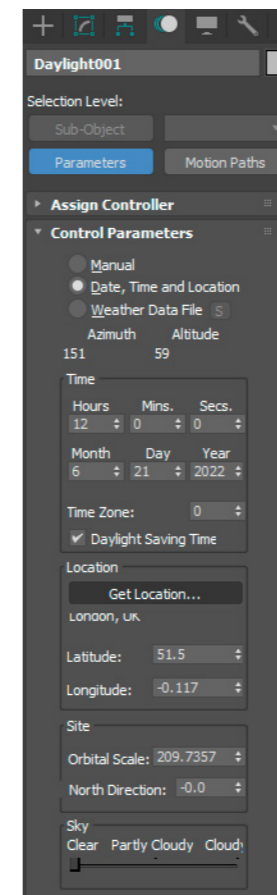 Daylight001
Selection Level:
Sub-Object
Parameters Motion Paths
Assign Controller
Control Parameters
Manual
Date, Time and Location
Weather Data File S
Azimuth Altitude
151 59
Time
Hours Mins. Secs.
12 0 0
Month Day Year
6 21 2022
Time Zone: 0
Daylight Saving Time
Location
Get Location...
London, UK
Latitude: 51.5
Longitude: -0.117
Site
Orbital Scale: 209.7357
North Direction: -0.0
Sky
Clear Partly Cloudy Cloudy